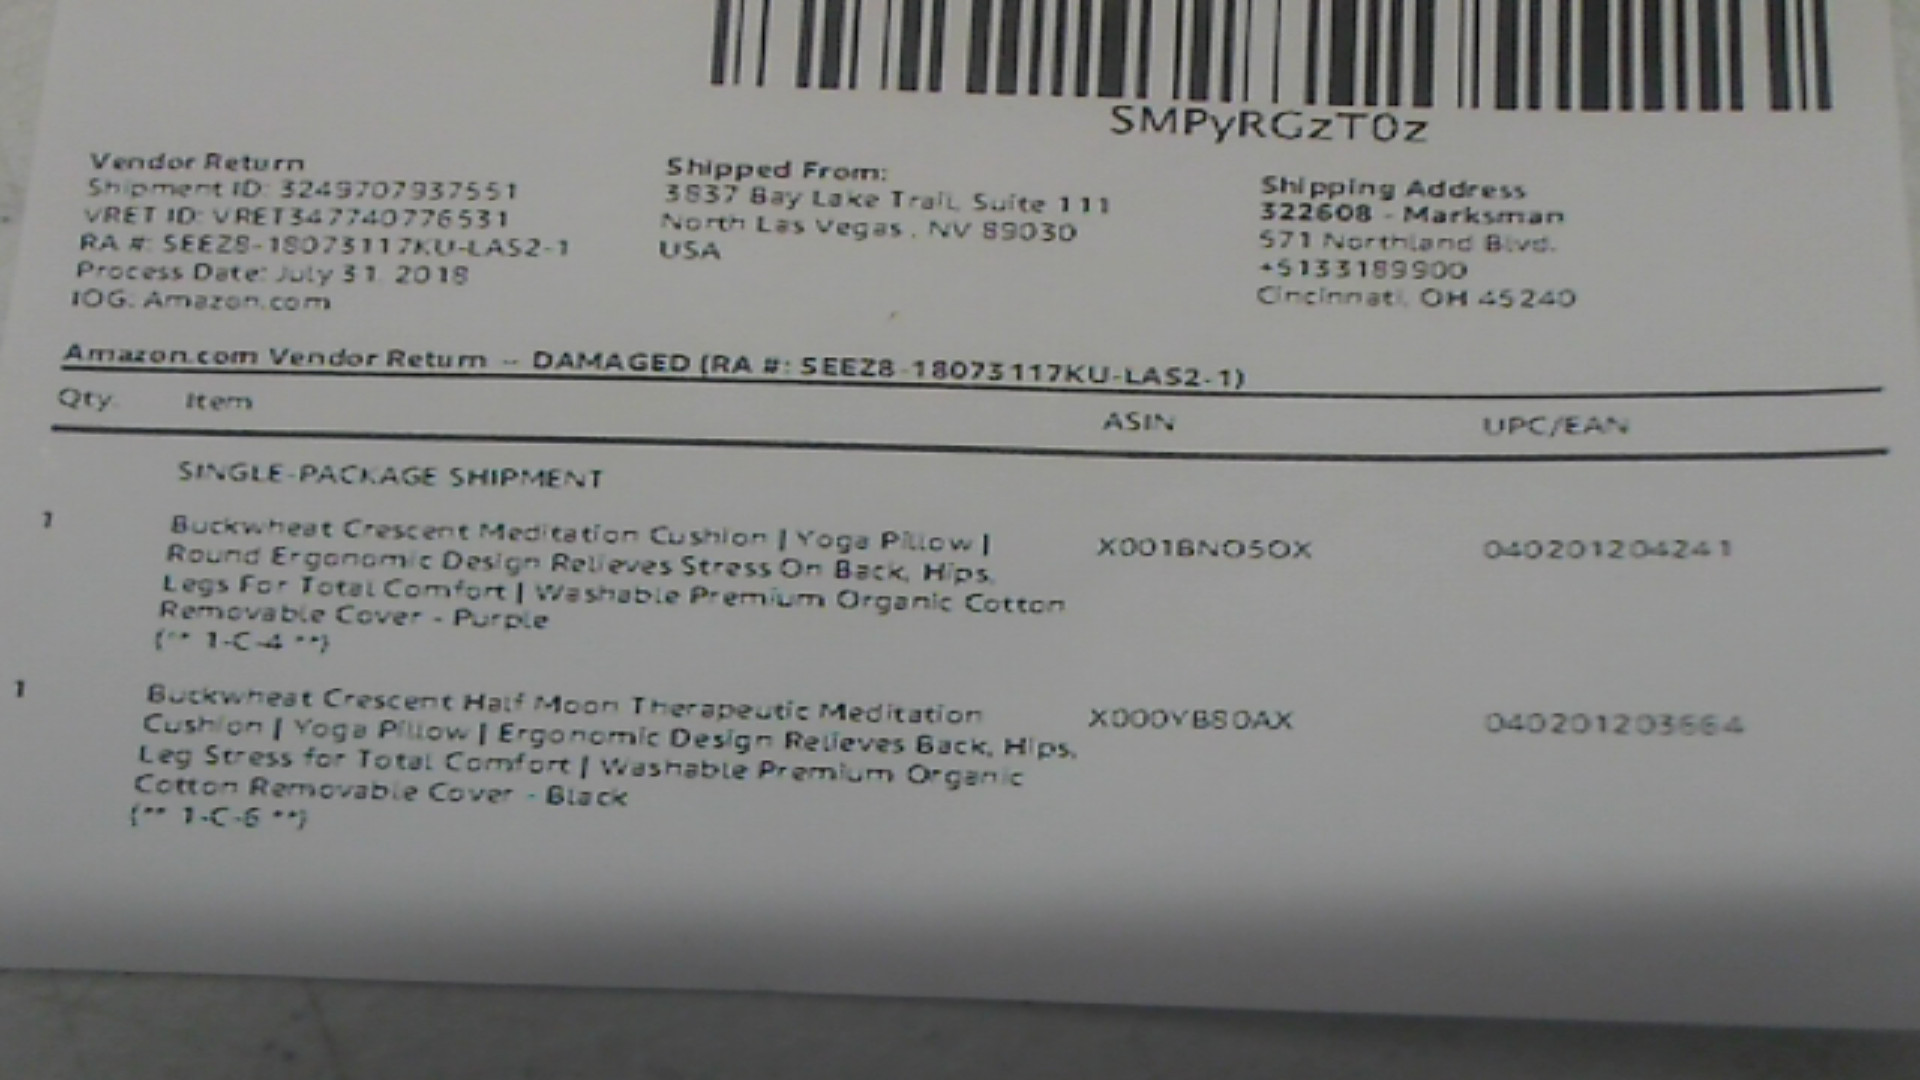 SMPyRGzT0z
Vendor Return
Shipment ID: 3249707937551
VRET ID: VRET347740776531
RA #: SEEZ8-18073117KU-LAS2-1
Process Date: July 31, 2018
IOG: Amazon.com
Shipped From:
3837 Bay Lake Trail, Suite 111
North Las Vegas, NV 89030
USA
Shipping Address
322608 - Marksman
571 Northland Blvd.
+5133189900
Cincinnati, OH 45240
Amazon.com Vendor Return -- DAMAGED (RA #: SEEZ8-18073117KU-LAS2-1)
Qty. Item ASIN UPC/EAN
SINGLE-PACKAGE SHIPMENT
1 Buckwheat Crescent Meditation Cushion | Yoga Pillow | X001BNO5OX 040201204241
Round Ergonomic Design Relieves Stress On Back, Hips,
Legs For Total Comfort | Washable Premium Organic Cotton
Removable Cover - Purple
(** 1-C-4 **)
1 Buckwheat Crescent Half Moon Therapeutic Meditation X000YBS0AX 040201203664
Cushion | Yoga Pillow | Ergonomic Design Relieves Back, Hips,
Leg Stress for Total Comfort | Washable Premium Organic
Cotton Removable Cover - Black
(** 1-C-6 **)